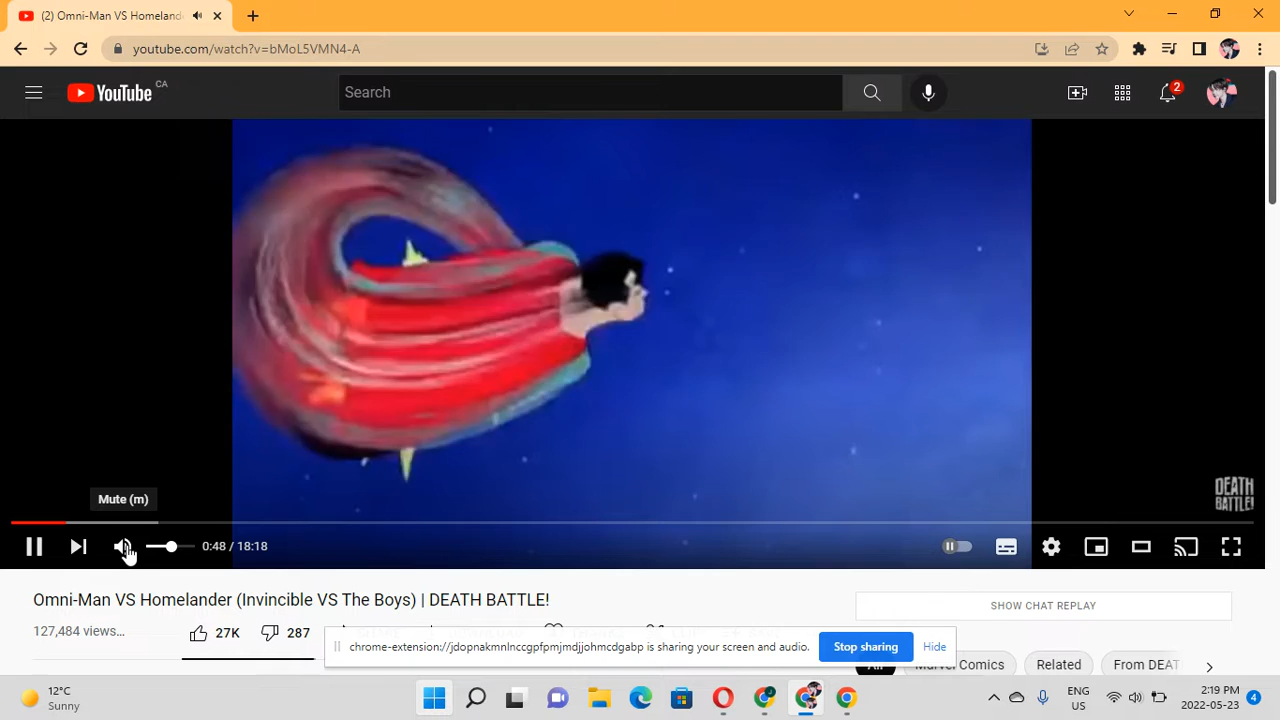 (2) Omni-Man VS Homelande
youtube.com/watch?v=bMoL5VMN4-A
YouTube CA
Search
2
DEATH BATTLE!
Mute (m)
0:48 / 18:18
Omni-Man VS Homelander (Invincible VS The Boys) | DEATH BATTLE!
SHOW CHAT REPLAY
127,484 views…
27K
287
chrome-extension://jdopnakmnlnccgpfpmjmdjjohmcdgabp is sharing your screen and audio.
Stop sharing
Hide
All
Marvel Comics
Related
From DEAT
12°C
Sunny
ENG
US
2:19 PM
2022-05-23
4